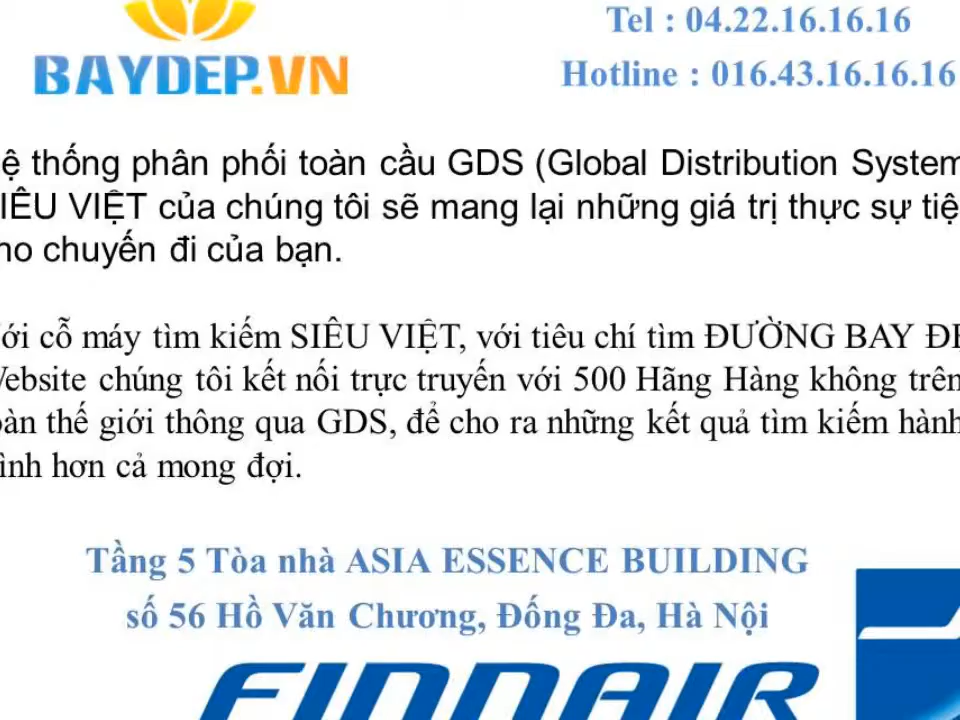 Tel : 04.22.16.16.16
BAYDEP.VN
Hotline : 016.43.16.16.16
ệ thống phân phối toàn cầu GDS (Global Distribution System
IÊU VIỆT của chúng tôi sẽ mang lại những giá trị thực sự tiệ
ho chuyến đi của bạn.
ới cỗ máy tìm kiếm SIÊU VIỆT, với tiêu chí tìm ĐƯỜNG BAY ĐẸ
ebsite chúng tôi kết nối trực truyến với 500 Hãng Hàng không trên
oàn thế giới thông qua GDS, để cho ra những kết quả tìm kiếm hành
ình hơn cả mong đợi.
Tầng 5 Tòa nhà ASIA ESSENCE BUILDING
số 56 Hồ Văn Chương, Đống Đa, Hà Nội
FINNAIR